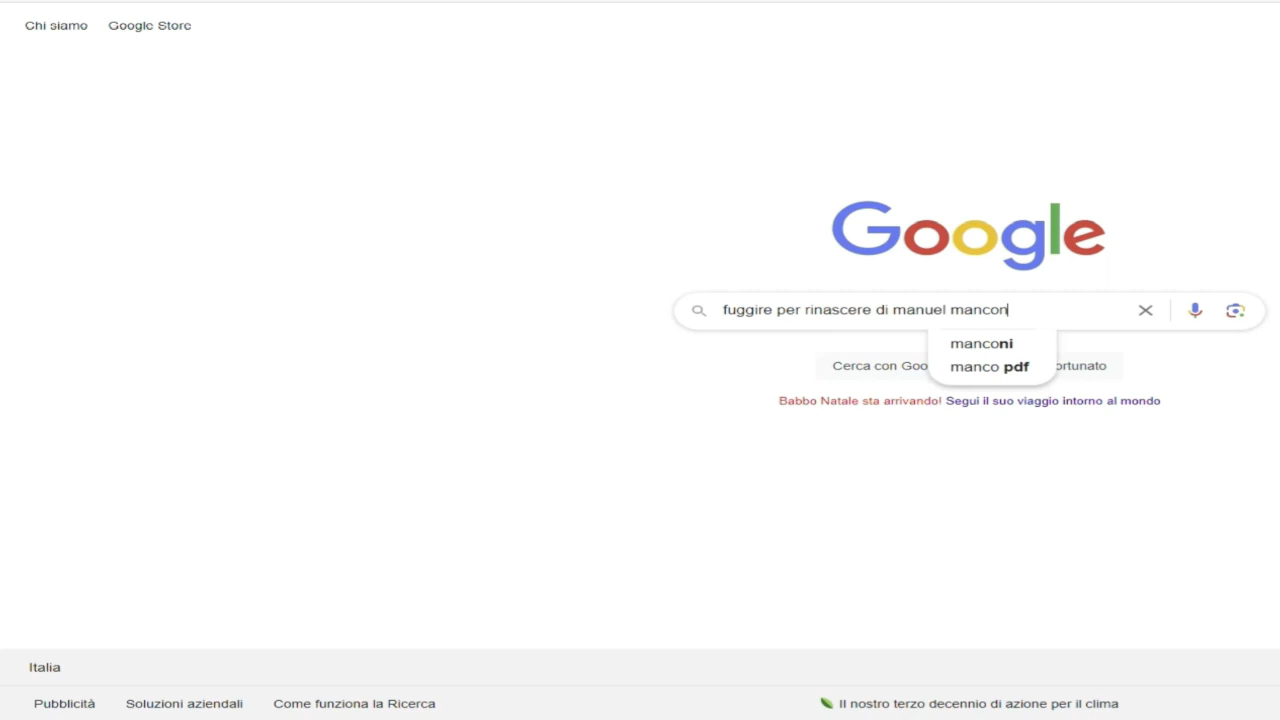 Chi siamo Google Store
Google
fuggire per rinascere di manuel mancon
manconi
manco pdf
Cerca con Goo ortunato
Babbo Natale sta arrivando! Segui il suo viaggio intorno al mondo
Italia
Pubblicità Soluzioni aziendali Come funziona la Ricerca Il nostro terzo decennio di azione per il clima